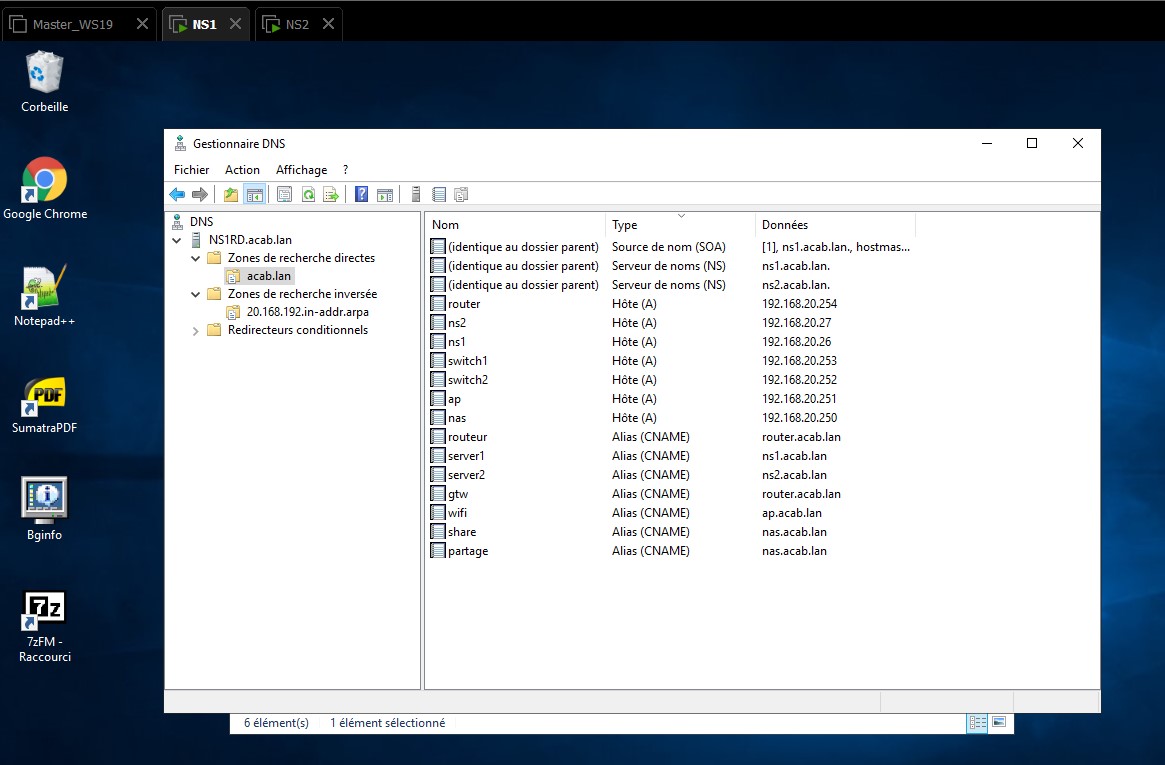 Master_WS19
NS1
NS2
Corbeille
Google Chrome
Notepad++
PDF
SumatraPDF
Bginfo
7z
7zFM -
Raccourci
Gestionnaire DNS
Fichier Action Affichage ?
DNS
NS1RD.acab.lan
Zones de recherche directes
acab.lan
Zones de recherche inversée
20.168.192.in-addr.arpa
Redirecteurs conditionnels
Nom Type Données
(identique au dossier parent) Source de nom (SOA) [1], ns1.acab.lan., hostmas...
(identique au dossier parent) Serveur de noms (NS) ns1.acab.lan.
(identique au dossier parent) Serveur de noms (NS) ns2.acab.lan.
router Hôte (A) 192.168.20.254
ns2 Hôte (A) 192.168.20.27
ns1 Hôte (A) 192.168.20.26
switch1 Hôte (A) 192.168.20.253
switch2 Hôte (A) 192.168.20.252
ap Hôte (A) 192.168.20.251
nas Hôte (A) 192.168.20.250
routeur Alias (CNAME) router.acab.lan
server1 Alias (CNAME) ns1.acab.lan
server2 Alias (CNAME) ns2.acab.lan
gtw Alias (CNAME) router.acab.lan
wifi Alias (CNAME) ap.acab.lan
share Alias (CNAME) nas.acab.lan
partage Alias (CNAME) nas.acab.lan
6 élément(s) 1 élément sélectionné